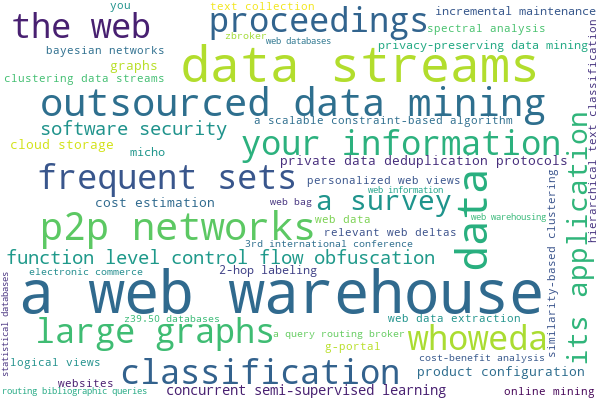 you
text collection
incremental maintenance
the web
proceedings
zbroker
spectral analysis
web databases
bayesian networks
privacy-preserving data mining
graphs
data streams
clustering data streams
hierarchical text classification
outsourced data mining
a scalable constraint-based algorithm
software security
your information
cloud storage
micho
private data deduplication protocols
frequent sets
personalized web views
data
its application
similarity-based clustering
web information
cost estimation
web bag
a survey
p2p networks
web data
web warehousing
relevant web deltas
3rd international conference
function level control flow obfuscation
electronic commerce
2-hop labeling
statistical databases
a web warehouse
z39.50 databases
web data extraction
large graphs
a query routing broker
whoweda
g-portal
logical views
classification
cost-benefit analysis
product configuration
websites
routing bibliographic queries
concurrent semi-supervised learning
online mining